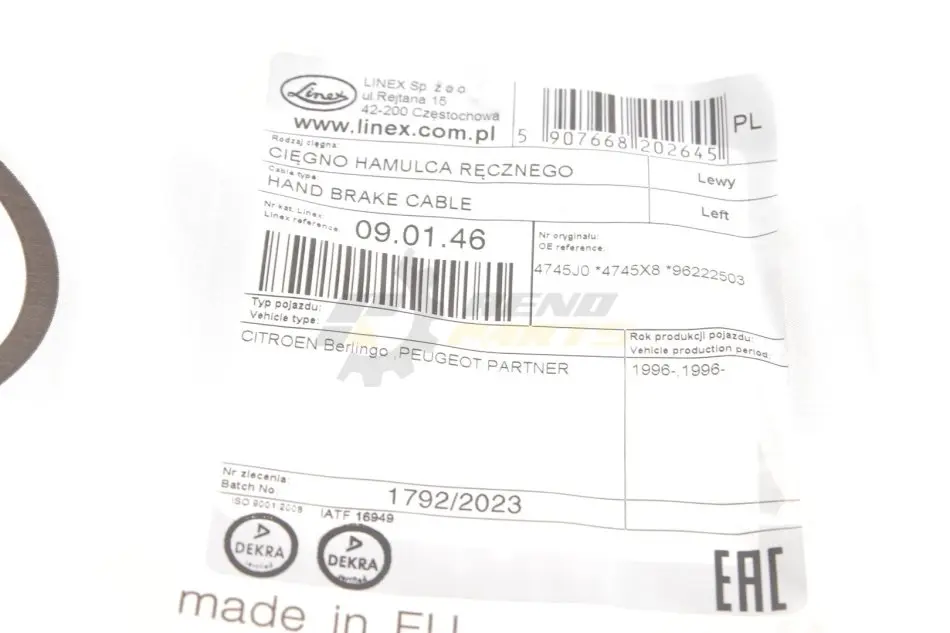 Linex
LINEX Sp. z o o
ul.Rejtana 15
42-200 Częstochowa
www.linex.com.pl
5 907668 202645
PL
Rodzaj cięgna:
CIĘGNO HAMULCA RĘCZNEGO
Lewy
Cable type:
HAND BRAKE CABLE
Left
Nr kat. Linex:
Linex reference:
09.01.46
Nr oryginału:
OE reference:
4745J0 *4745X8 *96222503
Typ pojazdu:
Vehicle type:
CITROEN Berlingo ,PEUGEOT PARTNER
Rok produkcji pojazdu:
Vehicle production period:
1996-,1996-
RENO
PARTS
Nr zlecenia:
Batch No
1792/2023
ISO 9001:2008
IATF 16949
DEKRA
DEKRA
EAC
made in EU